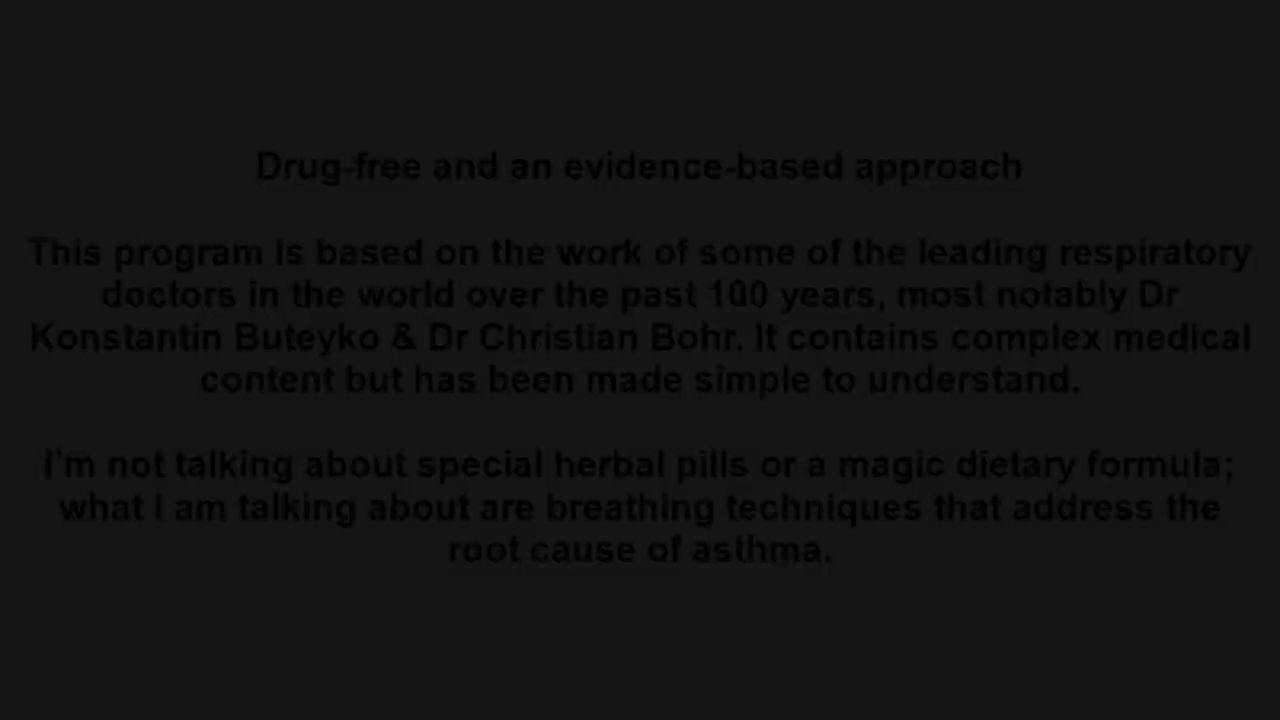 Drug-free and an evidence-based approach
This program is based on the work of some of the leading respiratory
doctors in the world over the past 100 years, most notably Dr
Konstantin Buteyko & Dr Christian Bohr. It contains complex medical
content but has been made simple to understand.
I'm not talking about special herbal pills or a magic dietary formula;
what I am talking about are breathing techniques that address the
root cause of asthma.